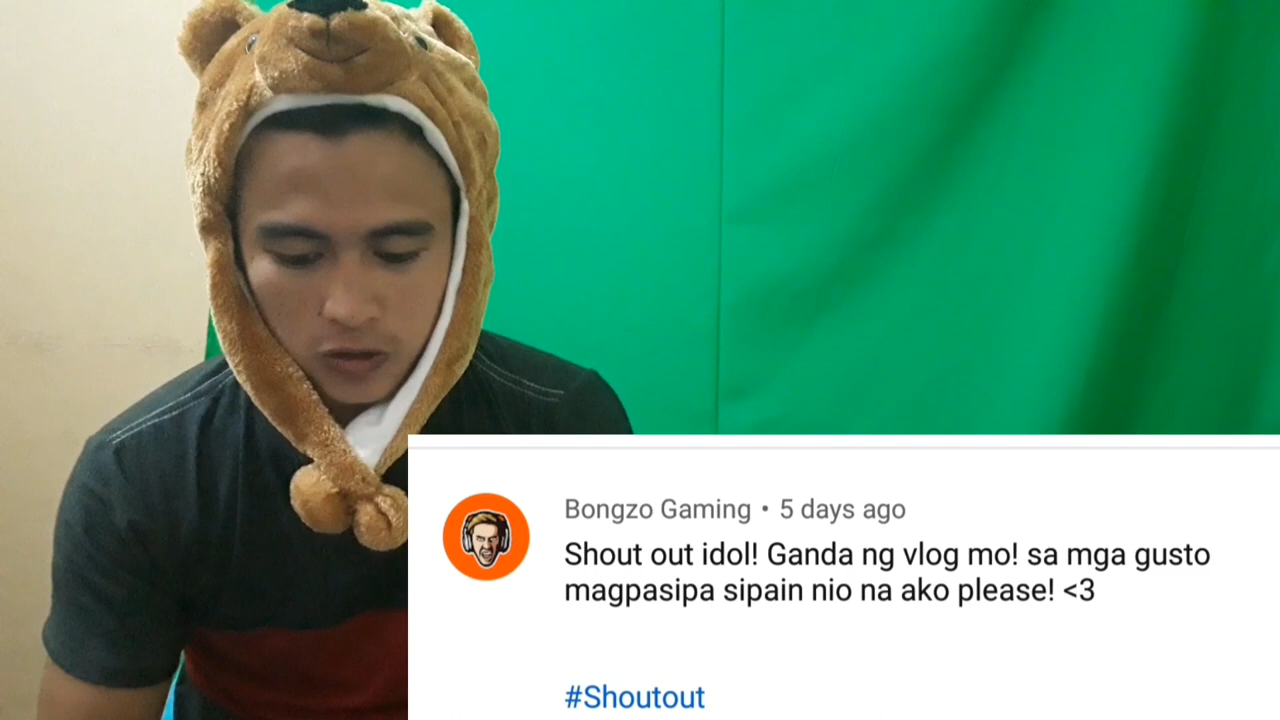 Bongzo Gaming • 5 days ago
Shout out idol! Ganda ng vlog mo! sa mga gusto
magpasipa sipain nio na ako please! <3
#Shoutout